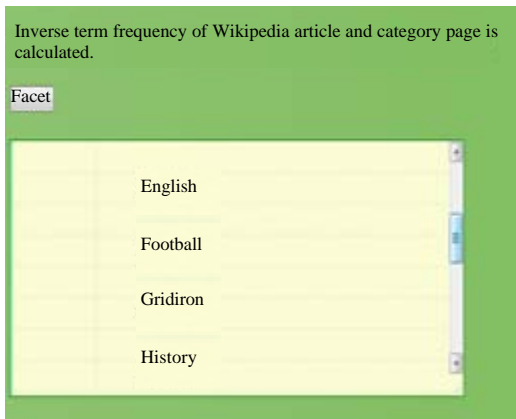 Inverse term frequency of Wikipedia article and category page is
calculated.
Facet
English
Football
Gridiron
History